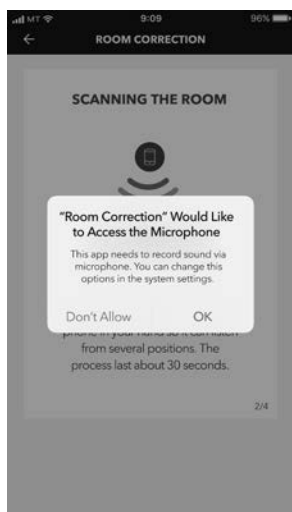 MT 9:09 96%
ROOM CORRECTION
SCANNING THE ROOM
"Room Correction" Would Like
to Access the Microphone
This app needs to record sound via
microphone. You can change this
options in the system settings.
Don't Allow OK
phone in your hand so it can listen
from several positions. The
process last about 30 seconds.
2/4